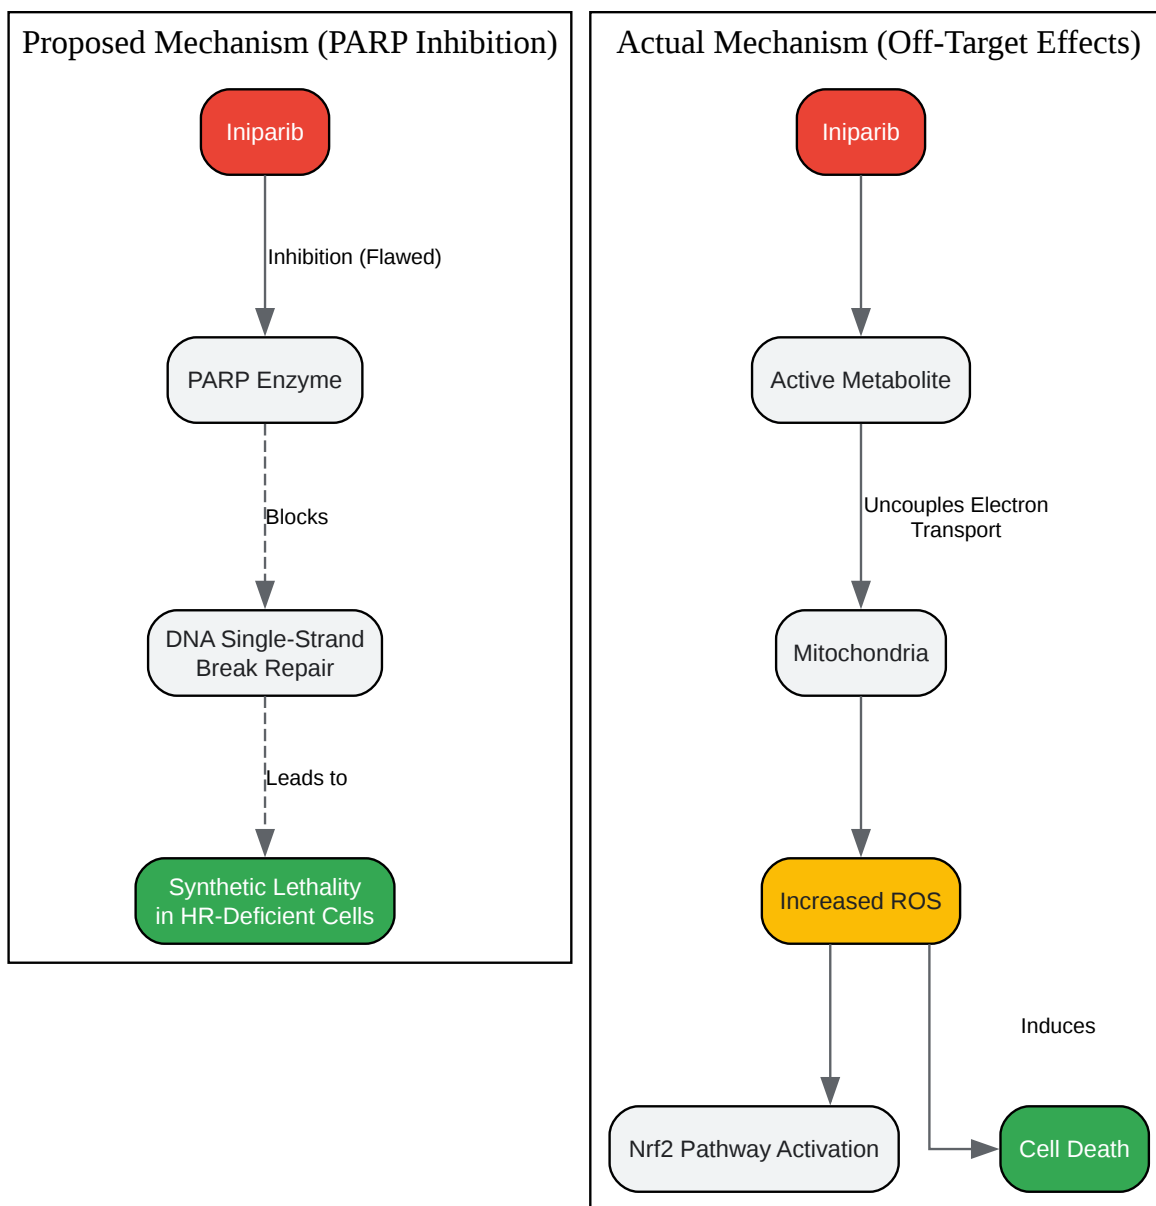 Proposed Mechanism (PARP Inhibition)
Iniparib
Inhibition (Flawed)
PARP Enzyme
Blocks
DNA Single-Strand
Break Repair
Leads to
Synthetic Lethality
in HR-Deficient Cells
Actual Mechanism (Off-Target Effects)
Iniparib
Active Metabolite
Uncouples Electron
Transport
Mitochondria
Increased ROS
Induces
Nrf2 Pathway Activation
Cell Death